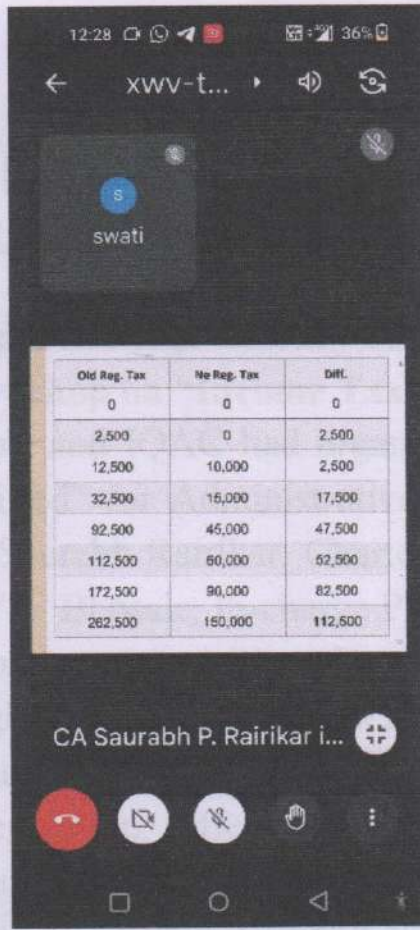 12:28 36%
xwv-t...
s
swati
Old Reg. Tax Ne Reg. Tax Diff.
0 0 0
2,500 0 2,500
12,500 10,000 2,500
32,500 15,000 17,500
92,500 45,000 47,500
112,500 60,000 52,500
172,500 90,000 82,500
262,500 150,000 112,500
CA Saurabh P. Rairikar i...